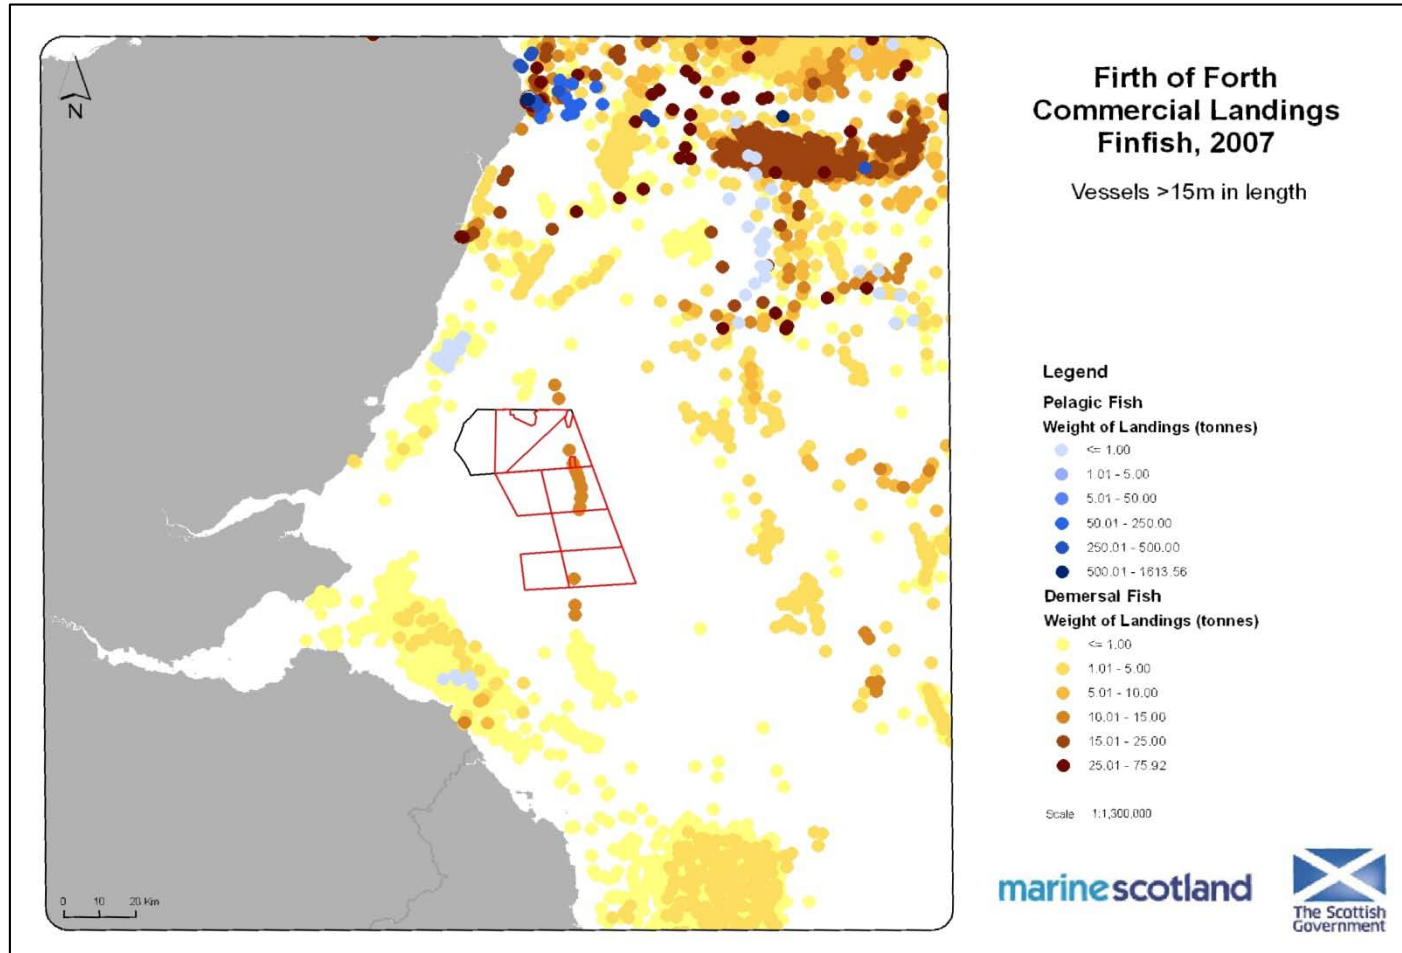 Firth of Forth
Commercial Landings
Finfish, 2007
Vessels >15m in length
N
Legend
Pelagic Fish
Weight of Landings (tonnes)
<= 1.00
1.01 - 5.00
5.01 - 50.00
50.01 - 250.00
250.01 - 500.00
500.01 - 1613.56
Demersal Fish
Weight of Landings (tonnes)
<= 1.00
1.01 - 5.00
5.01 - 10.00
10.01 - 15.00
15.01 - 25.00
25.01 - 75.92
Scale 1:1,300,000
0 10 20 Km
marinescotland
The Scottish
Government